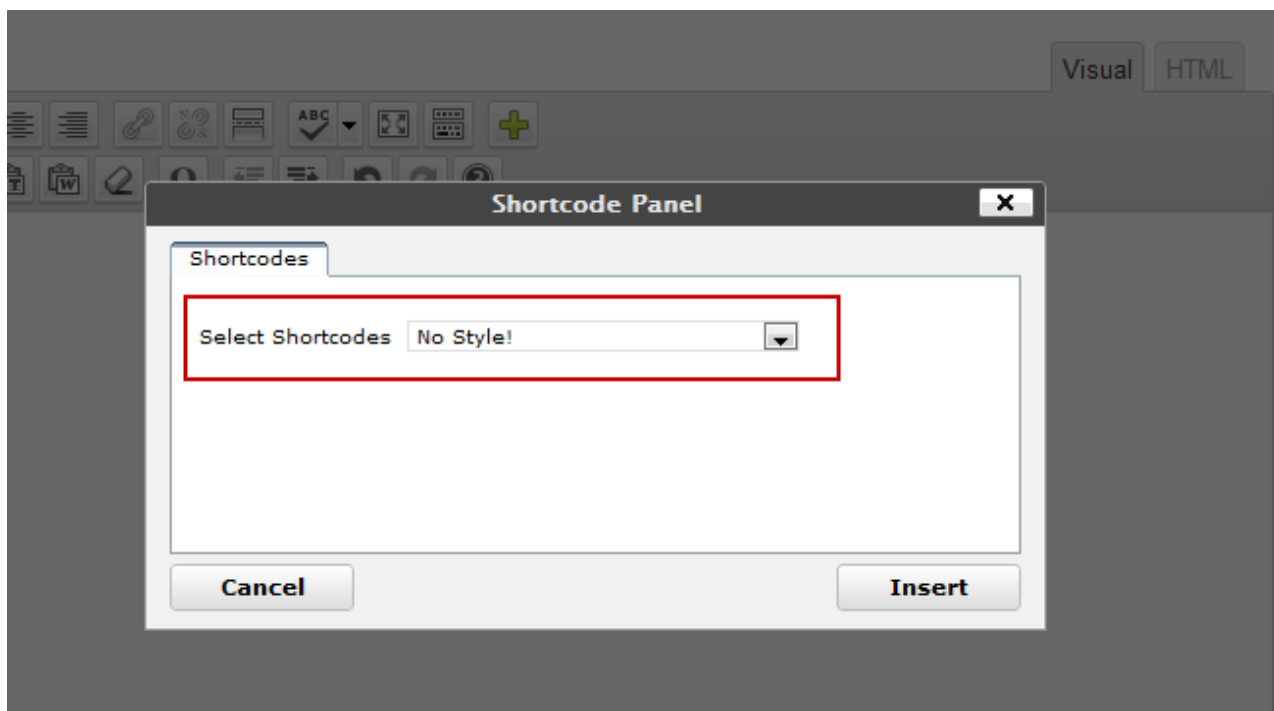 Visual HTML
ABC
T W
Shortcode Panel x
Shortcodes
Select Shortcodes No Style!
Cancel Insert